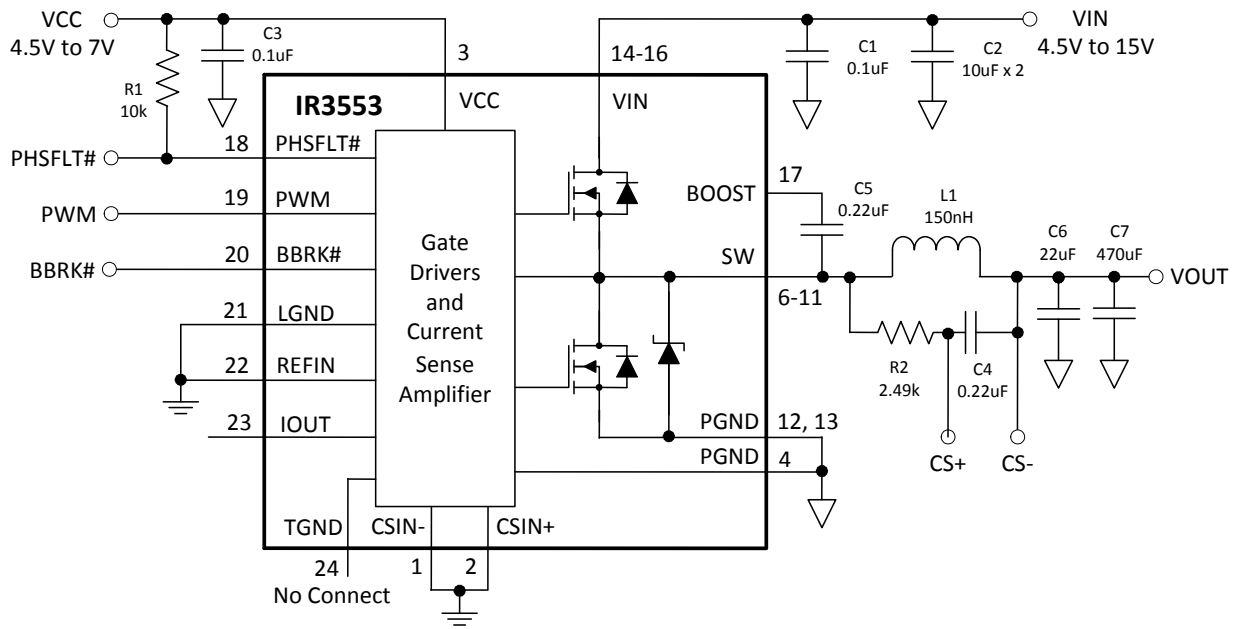 VCC
4.5V to 7V
C3
0.1uF
3
14-16
C1
0.1uF
C2
10uF x 2
VIN
4.5V to 15V
R1
10k
IR3553
VCC
VIN
PHSFLT#
18
PHSFLT#
PWM
19
PWM
BBRK#
20
BBRK#
21
LGND
22
REFIN
23
IOUT
Gate
Drivers
and
Current
Sense
Amplifier
BOOST
17
C5
0.22uF
SW
6-11
L1
150nH
C6
22uF
C7
470uF
VOUT
R2
2.49k
C4
0.22uF
CS+
CS-
PGND
12, 13
PGND
4
TGND
CSIN-
CSIN+
24
1
2
No Connect